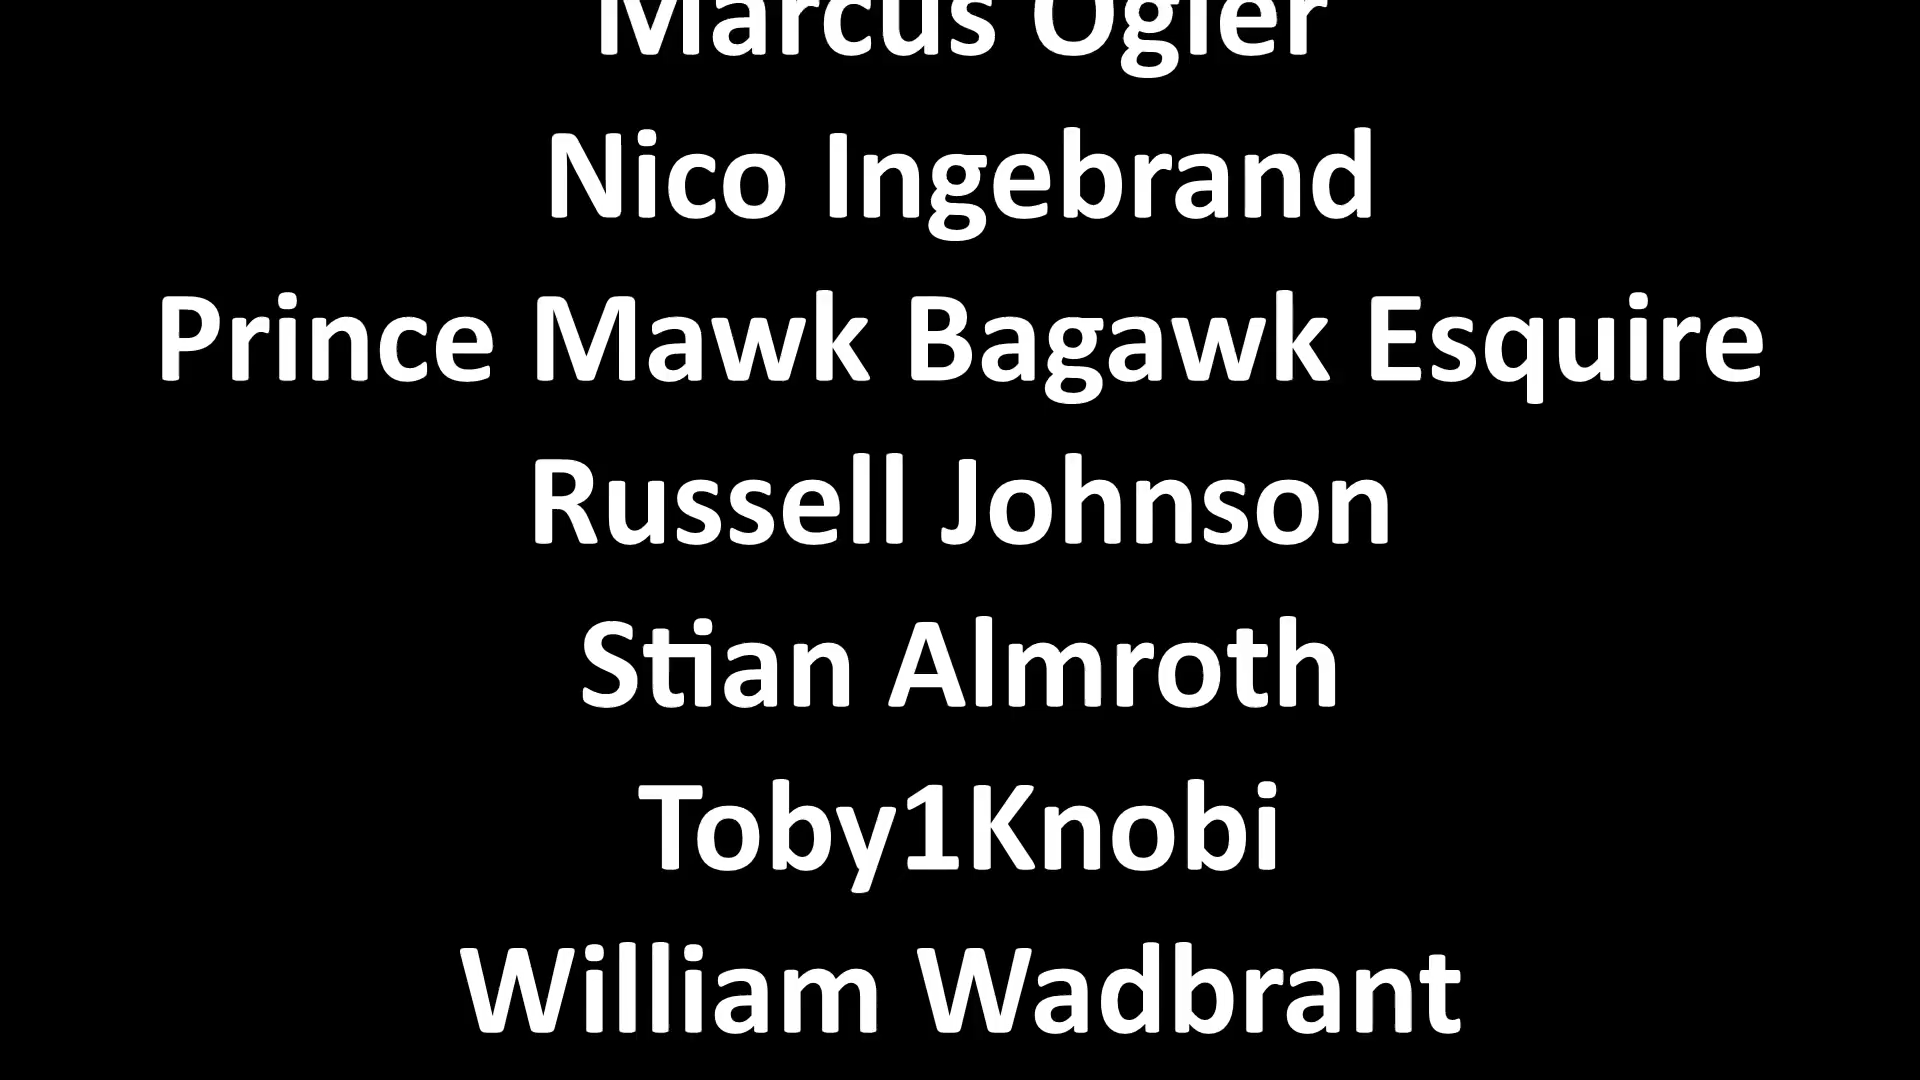 Marcus Ogier
Nico Ingebrand
Prince Mawk Bagawk Esquire
Russell Johnson
Stian Almroth
Toby1Knobi
William Wadbrant